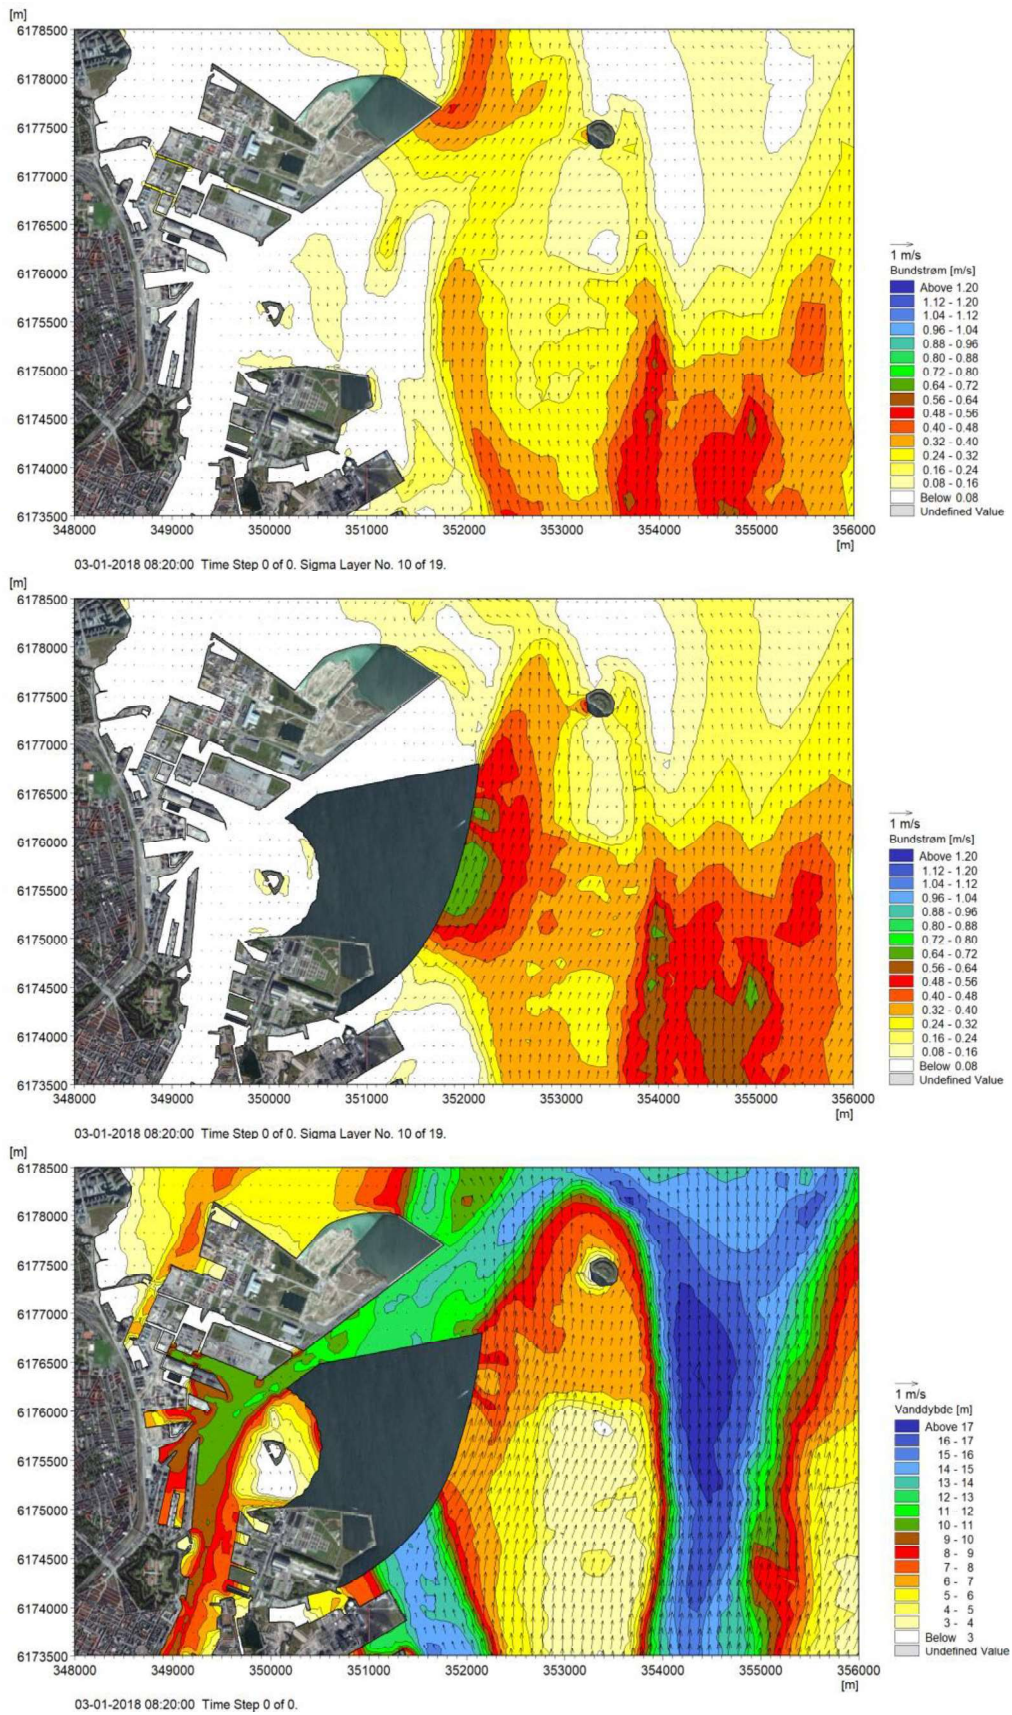 [m]
6178500
6178000
6177500
6177000
6176500
6176000
6175500
6175000
6174500
6174000
6173500
348000 349000 350000 351000 352000 353000 354000 355000 356000
[m]
1 m/s
Bundstrøm [m/s]
Above 1.20
1.12 - 1.20
1.04 - 1.12
0.96 - 1.04
0.88 - 0.96
0.80 - 0.88
0.72 - 0.80
0.64 - 0.72
0.56 - 0.64
0.48 - 0.56
0.40 - 0.48
0.32 - 0.40
0.24 - 0.32
0.16 - 0.24
0.08 - 0.16
Below 0.08
Undefined Value
03-01-2018 08:20:00 Time Step 0 of 0. Sigma Layer No. 10 of 19.
[m]
6178500
6178000
6177500
6177000
6176500
6176000
6175500
6175000
6174500
6174000
6173500
348000 349000 350000 351000 352000 353000 354000 355000 356000
[m]
1 m/s
Bundstrøm [m/s]
Above 1.20
1.12 - 1.20
1.04 - 1.12
0.96 - 1.04
0.88 - 0.96
0.80 - 0.88
0.72 - 0.80
0.64 - 0.72
0.56 - 0.64
0.48 - 0.56
0.40 - 0.48
0.32 - 0.40
0.24 - 0.32
0.16 - 0.24
0.08 - 0.16
Below 0.08
Undefined Value
03-01-2018 08:20:00 Time Step 0 of 0. Sigma Layer No. 10 of 19.
[m]
6178500
6178000
6177500
6177000
6176500
6176000
6175500
6175000
6174500
6174000
6173500
348000 349000 350000 351000 352000 353000 354000 355000 356000
[m]
1 m/s
Vanddybde [m]
Above 17
16 - 17
15 - 16
14 - 15
13 - 14
12 - 13
11 - 12
10 - 11
9 - 10
8 - 9
7 - 8
6 - 7
5 - 6
4 - 5
3 - 4
Below 3
Undefined Value
03-01-2018 08:20:00 Time Step 0 of 0.